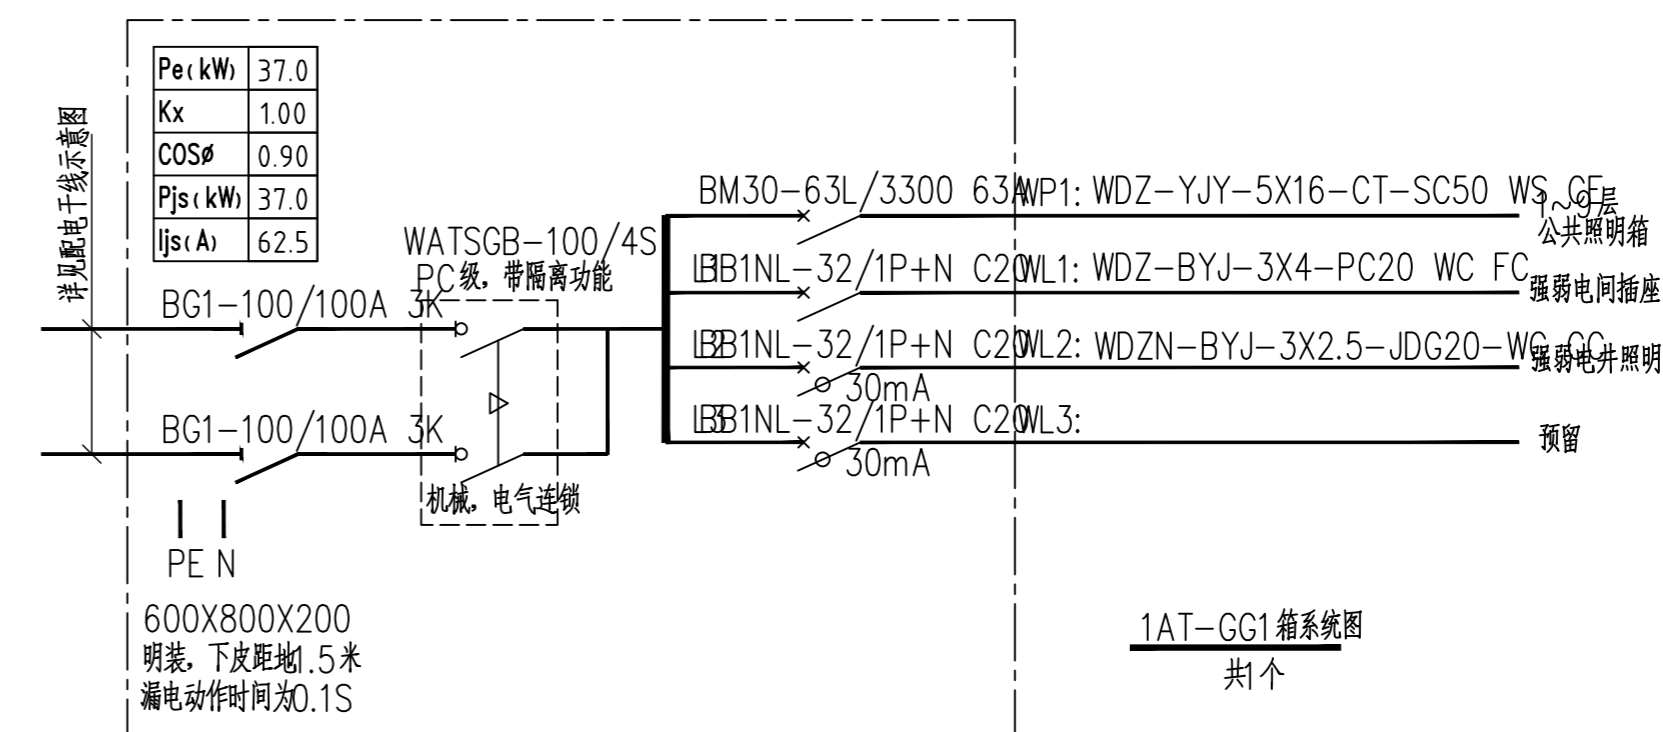 Pe(kW) 37.0
Kx 1.00
COSø 0.90
Pjs(kW) 37.0
Ijs(A) 62.5
详见配电干线示意图
WATSGB-100/4S
PC级, 带隔离功能
BG1-100/100A 3K
BG1-100/100A 3K
机械, 电气连锁
PE N
600X800X200
明装, 下皮距地1.5米
漏电动作时间为0.1S
BM30-63L/3300 63A WP1: WDZ-YJY-5X16-CT-SC50 WS CE
1~9层
公共照明箱
L1 BB1NL-32/1P+N C20 WL1: WDZ-BYJ-3X4-PC20 WC FC
强弱电间插座
L2 BB1NL-32/1P+N C20 WL2: WDZN-BYJ-3X2.5-JDG20-WC CC
强弱电井照明
30mA
L3 BB1NL-32/1P+N C20 WL3:
预留
30mA
1AT-GG1箱系统图
共1个